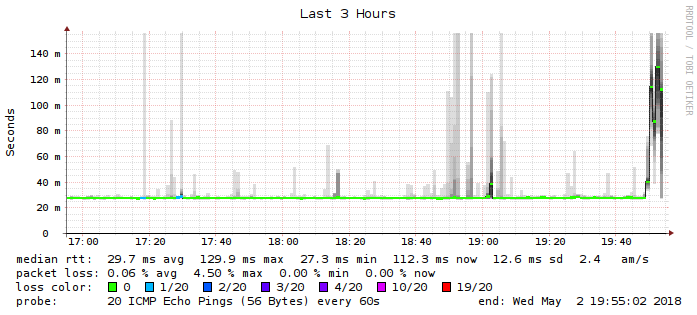 Last 3 Hours
RRDTOOL / TOBI OETIKER
Seconds
140 m
120 m
100 m
80 m
60 m
40 m
20 m
0
17:00 17:20 17:40 18:00 18:20 18:40 19:00 19:20 19:40
median rtt: 29.7 ms avg 129.9 ms max 27.3 ms min 112.3 ms now 12.6 ms sd 2.4 am/s
packet loss: 0.06 % avg 4.50 % max 0.00 % min 0.00 % now
loss color: 0 1/20 2/20 3/20 4/20 10/20 19/20
probe: 20 ICMP Echo Pings (56 Bytes) every 60s end: Wed May 2 19:55:02 2018